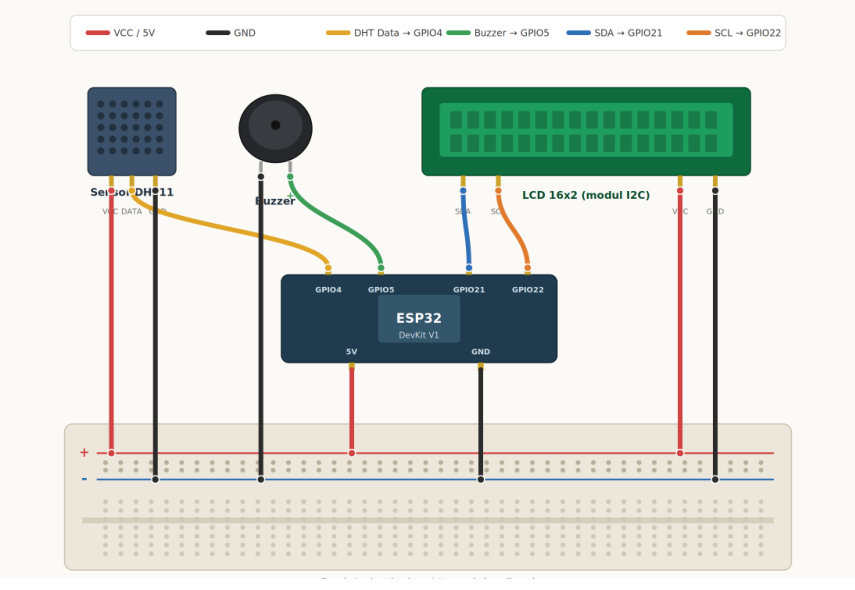 VCC / 5V GND DHT Data → GPIO4 Buzzer → GPIO5 SDA → GPIO21 SCL → GPIO22
Sensor DHT11
VCC DATA GND
Buzzer
+
LCD 16x2 (modul I2C)
SDA SCL VCC GND
GPIO4 GPIO5 GPIO21 GPIO22
ESP32
DevKit V1
5V GND
+
-